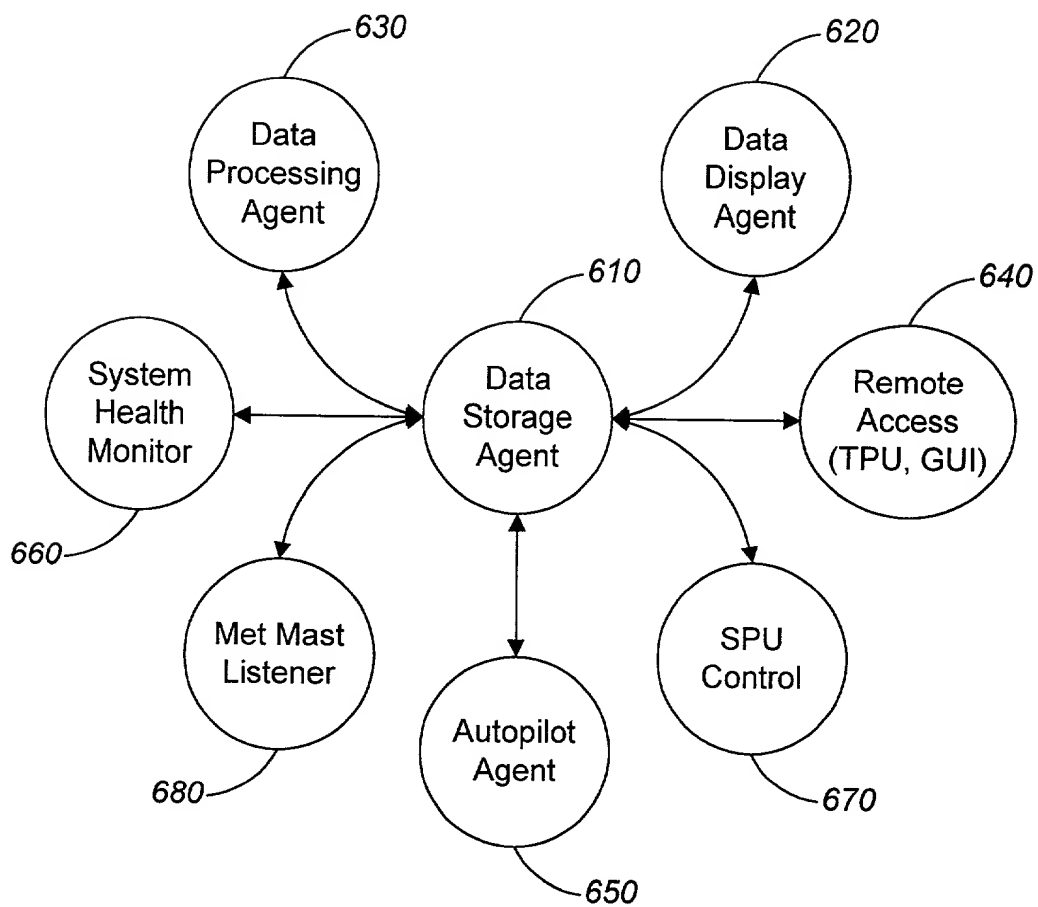 630
620
Data
Processing
Agent
Data
Display
Agent
610
640
System
Health
Monitor
Data
Storage
Agent
Remote
Access
(TPU, GUI)
660
Met Mast
Listener
SPU
Control
Autopilot
Agent
680
670
650